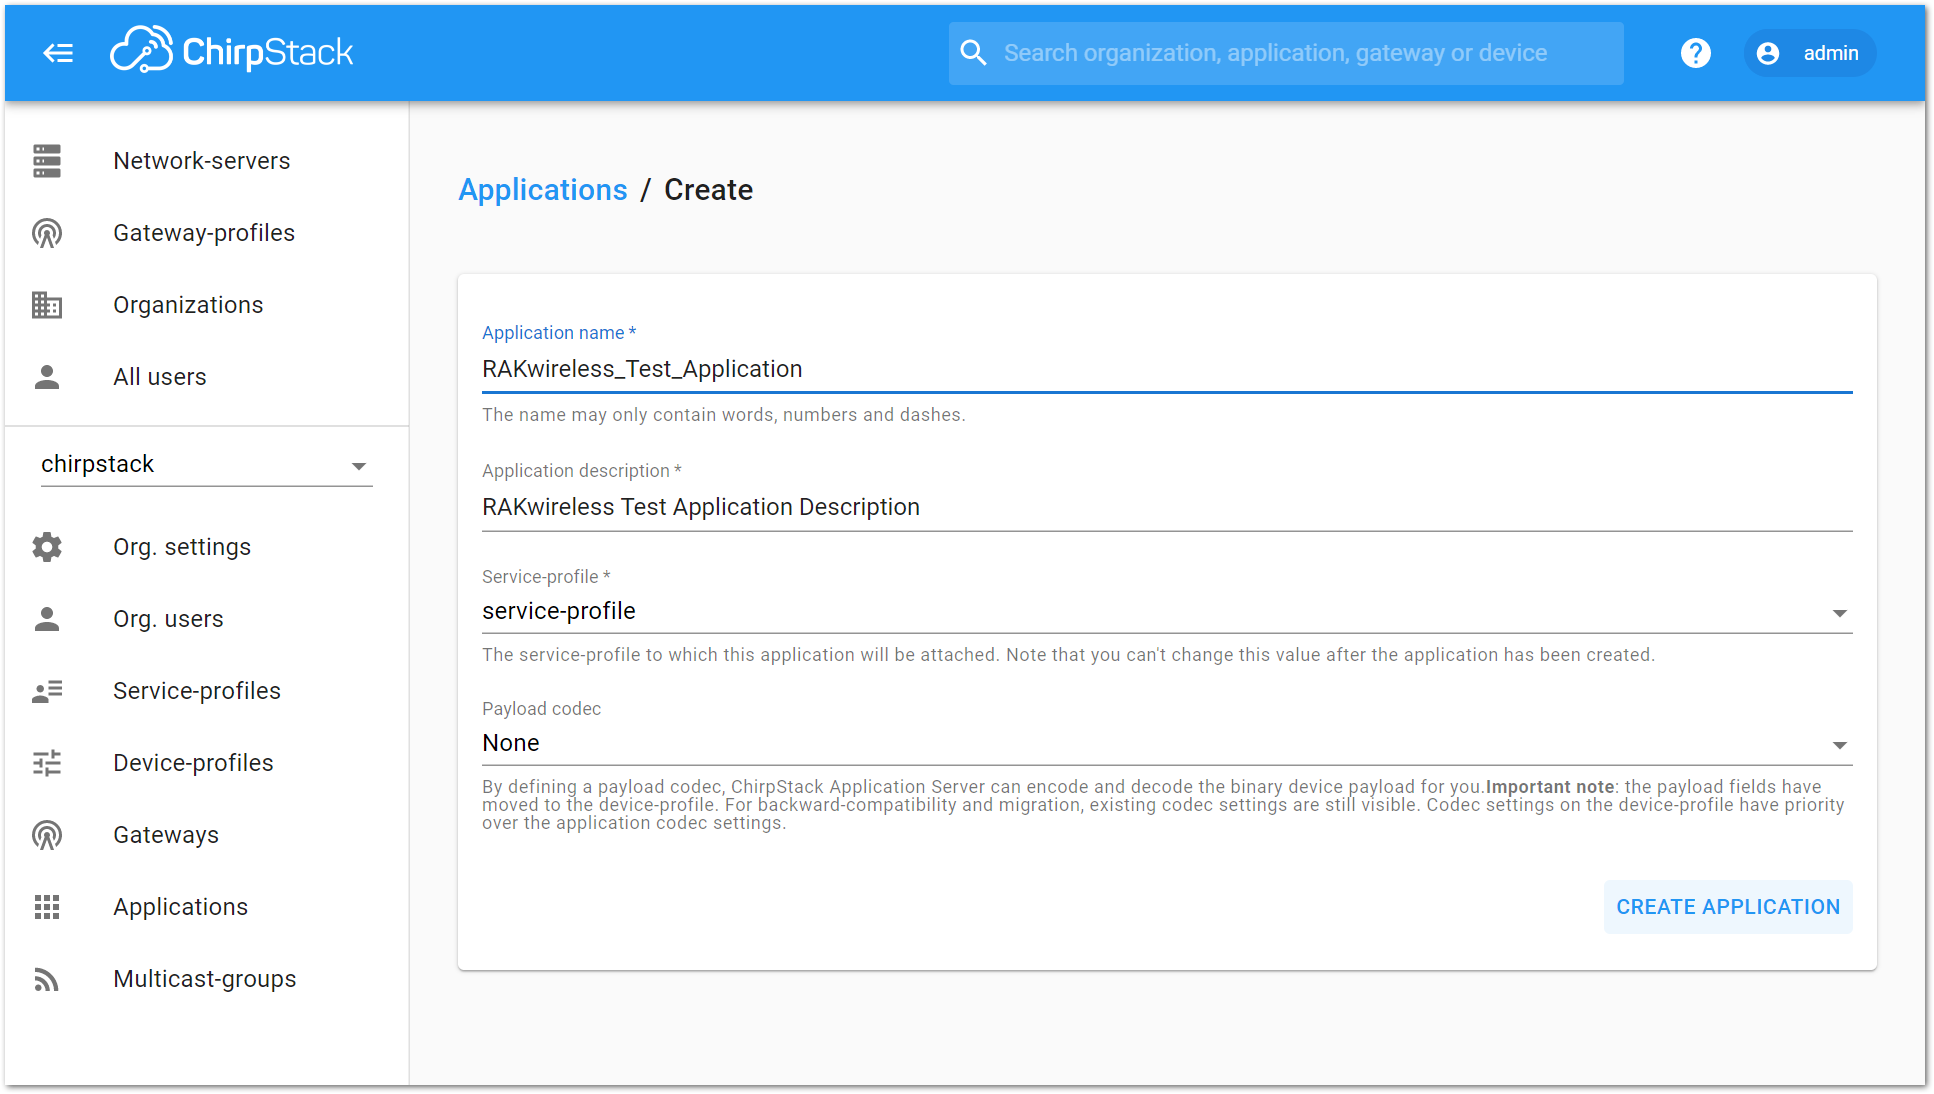 ChirpStack
Search organization, application, gateway or device
? admin
Network-servers
Gateway-profiles
Organizations
All users
chirpstack
Org. settings
Org. users
Service-profiles
Device-profiles
Gateways
Applications
Multicast-groups
Applications / Create
Application name *
RAKwireless_Test_Application
The name may only contain words, numbers and dashes.
Application description *
RAKwireless Test Application Description
Service-profile *
service-profile
The service-profile to which this application will be attached. Note that you can't change this value after the application has been created.
Payload codec
None
By defining a payload codec, ChirpStack Application Server can encode and decode the binary device payload for you.Important note: the payload fields have
moved to the device-profile. For backward-compatibility and migration, existing codec settings are still visible. Codec settings on the device-profile have priority
over the application codec settings.
CREATE APPLICATION